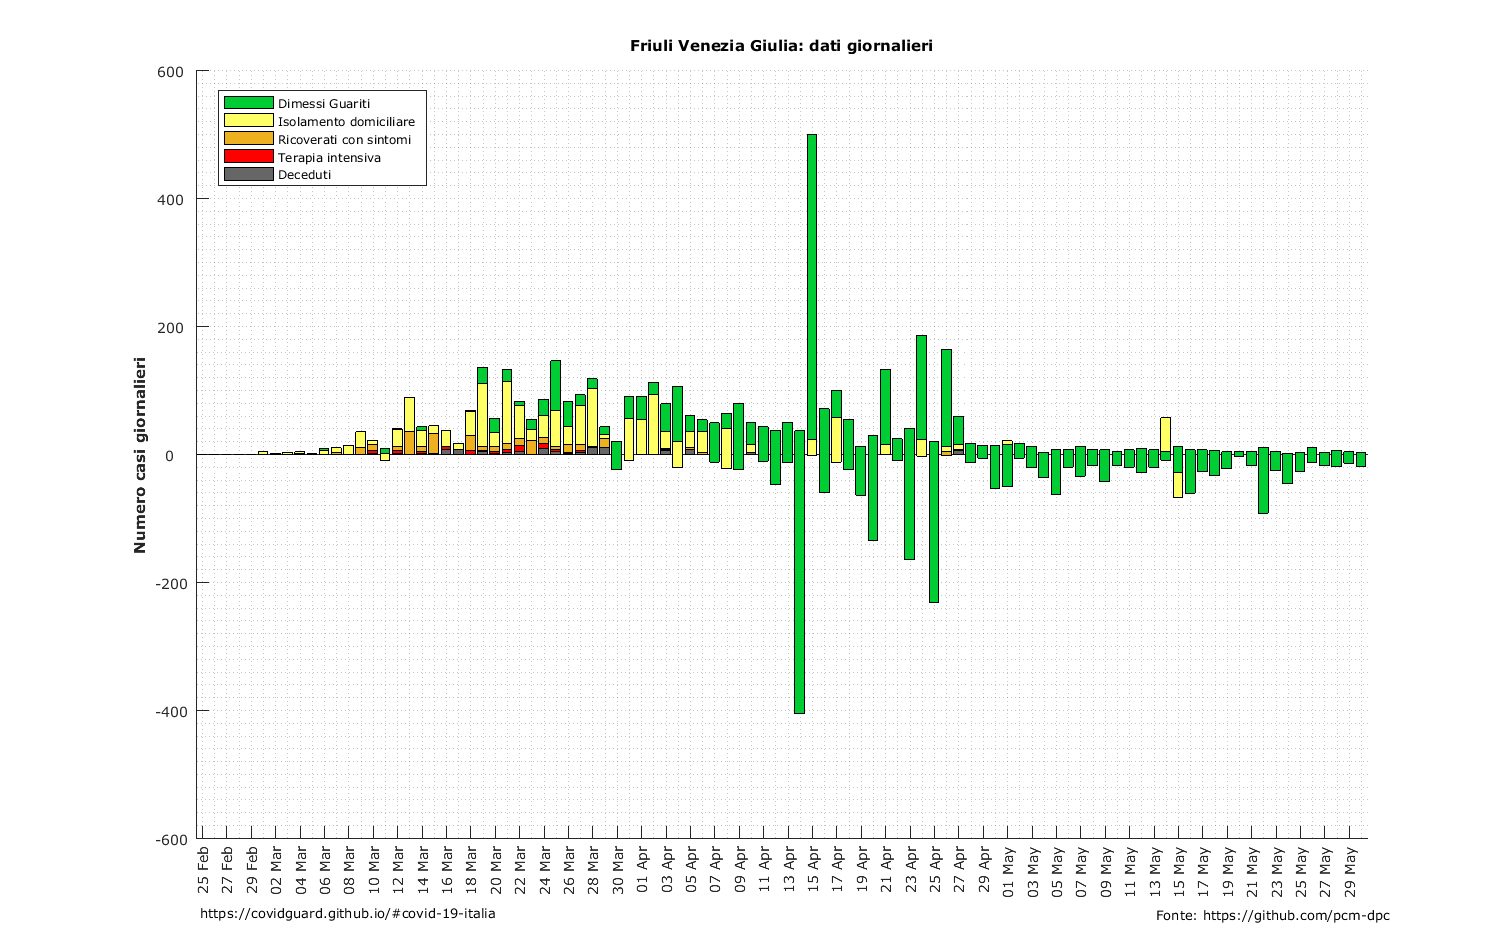 Friuli Venezia Giulia: dati giornalieri
600
400
200
0
-200
-400
-600
Numero casi giornalieri
Dimessi Guariti
Isolamento domiciliare
Ricoverati con sintomi
Terapia intensiva
Deceduti
25 Feb
27 Feb
29 Feb
02 Mar
04 Mar
06 Mar
08 Mar
10 Mar
12 Mar
14 Mar
16 Mar
18 Mar
20 Mar
22 Mar
24 Mar
26 Mar
28 Mar
30 Mar
01 Apr
03 Apr
05 Apr
07 Apr
09 Apr
11 Apr
13 Apr
15 Apr
17 Apr
19 Apr
21 Apr
23 Apr
25 Apr
27 Apr
29 Apr
01 May
03 May
05 May
07 May
09 May
11 May
13 May
15 May
17 May
19 May
21 May
23 May
25 May
27 May
29 May
https://covidguard.github.io/#covid-19-italia
Fonte: https://github.com/pcm-dpc